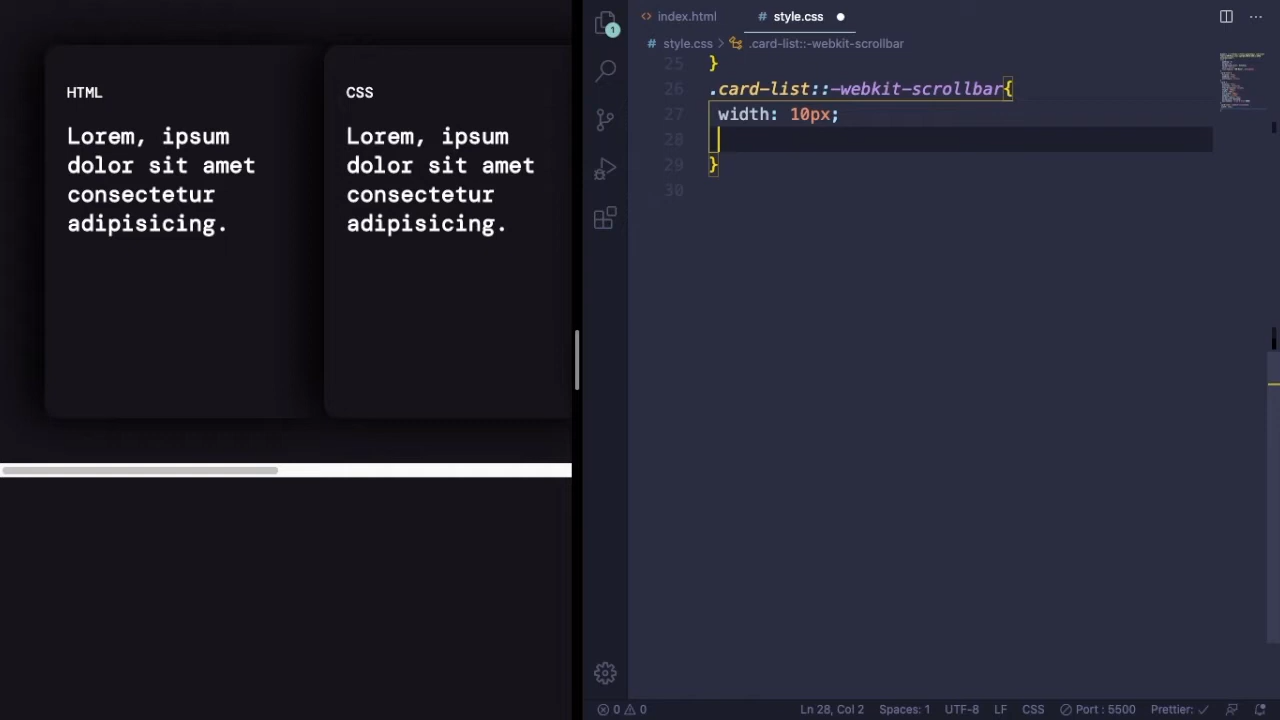 HTML
Lorem, ipsum
dolor sit amet
consectetur
adipisicing.
CSS
Lorem, ipsum
dolor sit amet
consectetur
adipisicing.
1
<> index.html
# style.css
# style.css > .card-list::-webkit-scrollbar
25 }
26 .card-list::-webkit-scrollbar{
27 width: 10px;
28
29 }
30
0 0 Ln 28, Col 2 Spaces: 1 UTF-8 LF CSS Port : 5500 Prettier: ✓